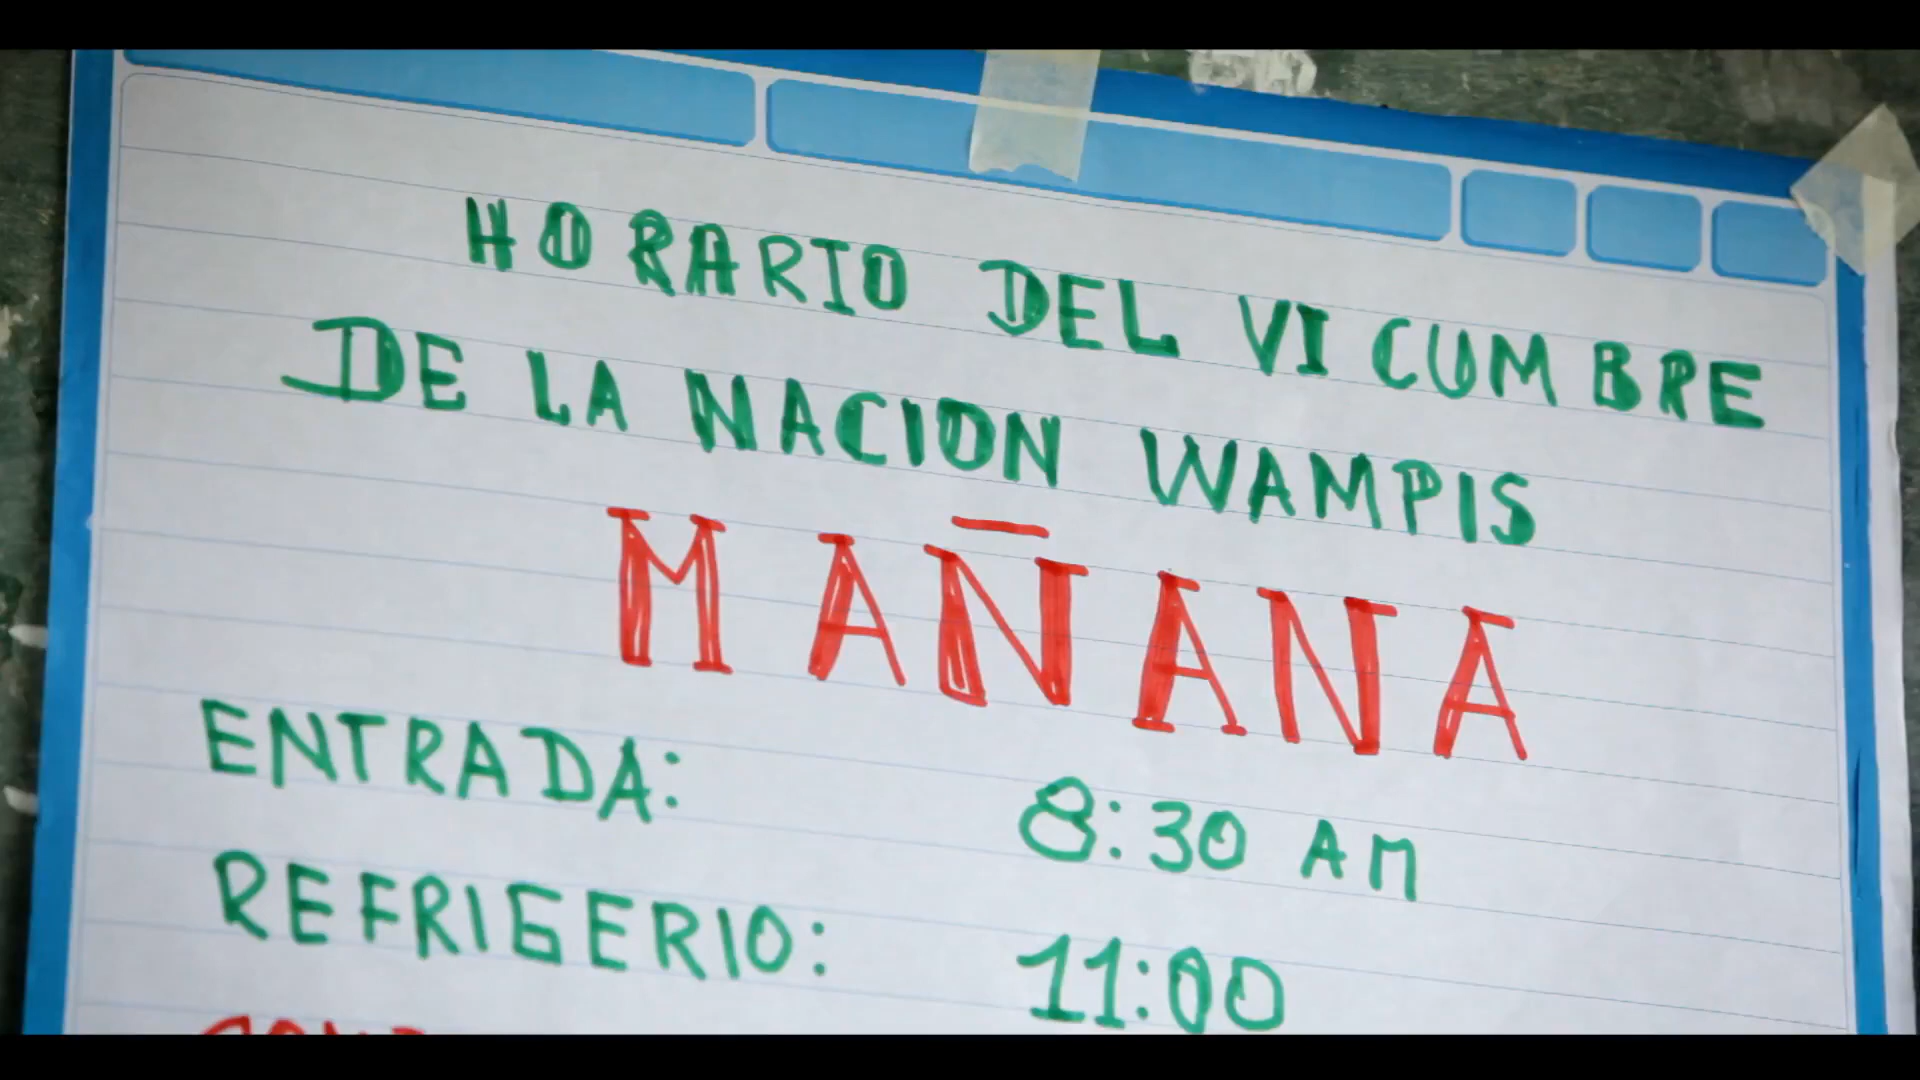 HORARIO DEL VI CUMBRE
DE LA NACION WAMPIS
MAÑANA
ENTRADA: 8:30 AM
REFRIGERIO: 11:00